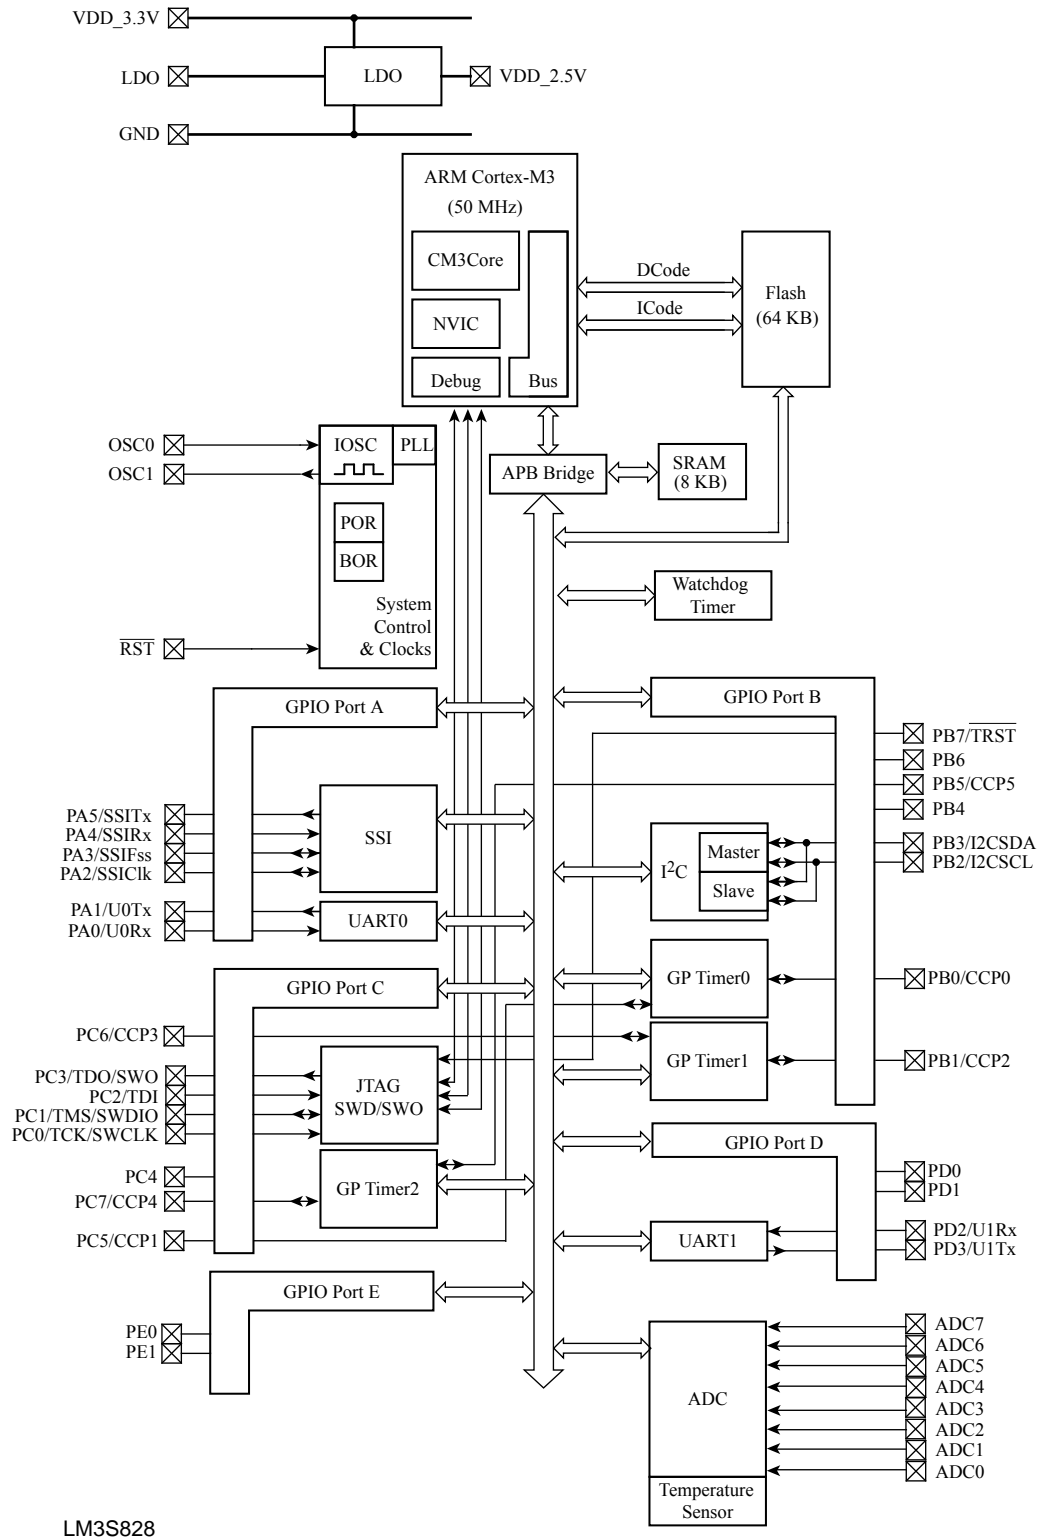 VDD_3.3V
LDO
LDO
VDD_2.5V
GND
ARM Cortex-M3
(50 MHz)
CM3Core
NVIC
Debug
Bus
DCode
ICode
Flash
(64 KB)
OSC0
OSC1
IOSC
PLL
POR
BOR
System
Control
& Clocks
RST
APB Bridge
SRAM
(8 KB)
Watchdog
Timer
GPIO Port A
PA5/SSITx
PA4/SSIRx
PA3/SSIFss
PA2/SSIClk
SSI
PA1/U0Tx
PA0/U0Rx
UART0
GPIO Port B
PB7/TRST
PB6
PB5/CCP5
PB4
PB3/I2CSDA
PB2/I2CSCL
I2C
Master
Slave
GP Timer0
PB0/CCP0
GP Timer1
PB1/CCP2
GPIO Port C
PC6/CCP3
PC3/TDO/SWO
PC2/TDI
PC1/TMS/SWDIO
PC0/TCK/SWCLK
JTAG
SWD/SWO
PC4
PC7/CCP4
PC5/CCP1
GP Timer2
GPIO Port D
PD0
PD1
UART1
PD2/U1Rx
PD3/U1Tx
GPIO Port E
PE0
PE1
ADC
Temperature
Sensor
ADC7
ADC6
ADC5
ADC4
ADC3
ADC2
ADC1
ADC0
LM3S828